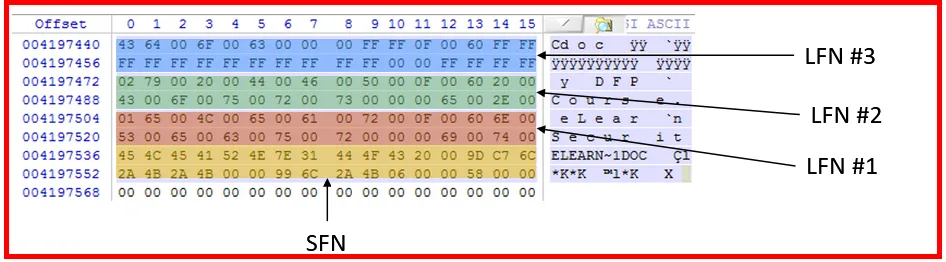 Offset 0 1 2 3 4 5 6 7 8 9 10 11 12 13 14 15 SI ASCII
004197440 43 64 00 6F 00 63 00 00 00 FF FF 0F 00 60 FF FF Cdoc ÿÿ `ÿÿ
LFN #3
004197456 FF FF FF FF FF FF FF FF FF FF 00 00 FF FF FF FF ÿÿÿÿÿÿÿÿÿÿ ÿÿÿÿ
004197472 02 79 00 20 00 44 00 46 00 50 00 0F 00 60 20 00 y DFP `
004197488 43 00 6F 00 75 00 72 00 73 00 00 00 65 00 2E 00 C o u r s e .
LFN #2
004197504 01 65 00 4C 00 65 00 61 00 72 00 0F 00 60 6E 00 e L e a r `n
004197520 53 00 65 00 63 00 75 00 72 00 00 00 69 00 74 00 S e c u r i t
LFN #1
004197536 45 4C 45 41 52 4E 7E 31 44 4F 43 20 00 9D C7 6C ELEARN~1DOC Çl
004197552 2A 4B 2A 4B 00 00 99 6C 2A 4B 06 00 00 58 00 00 *K*K ™l*K X
004197568 00 00 00 00 00 00 00 00 00 00 00 00 00 00 00 00
SFN